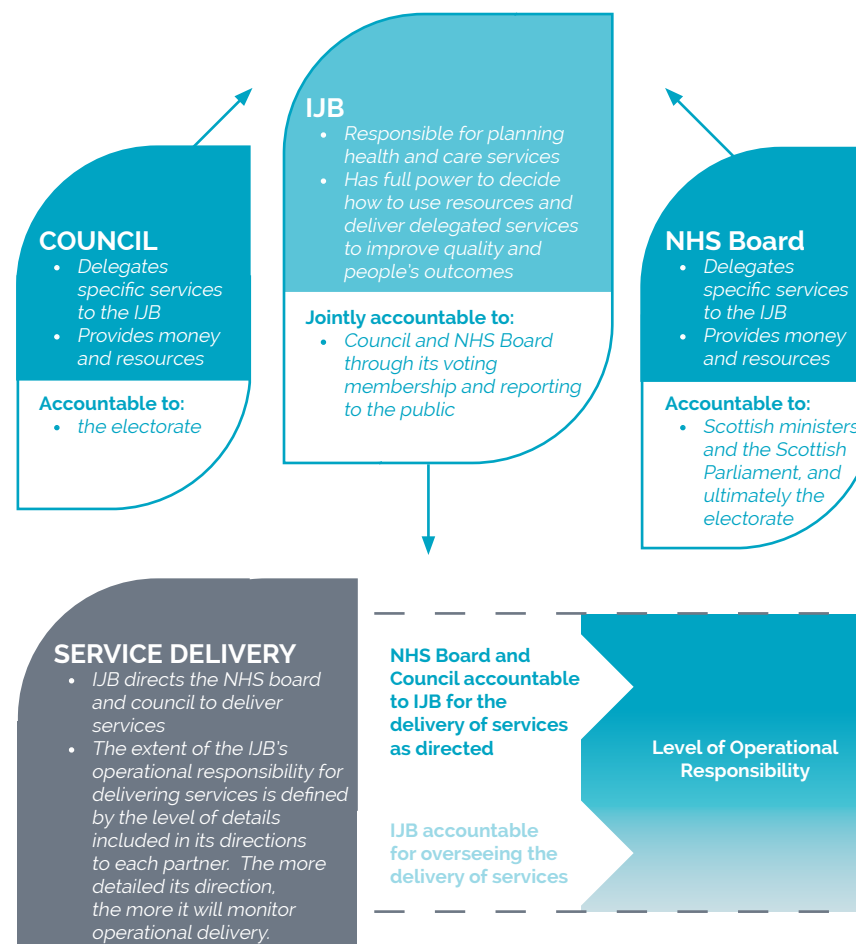 IJB
• Responsible for planning
health and care services
• Has full power to decide
how to use resources and
deliver delegated services
to improve quality and
people's outcomes
Jointly accountable to:
• Council and NHS Board
through its voting
membership and reporting
to the public
COUNCIL
• Delegates
specific services
to the IJB
• Provides money
and resources
Accountable to:
• the electorate
NHS Board
• Delegates
specific services
to the IJB
• Provides money
and resources
Accountable to:
• Scottish ministers
and the Scottish
Parliament, and
ultimately the
electorate
SERVICE DELIVERY
• IJB directs the NHS board
and council to deliver
services
• The extent of the IJB's
operational responsibility for
delivering services is defined
by the level of details
included in its directions
to each partner. The more
detailed its direction,
the more it will monitor
operational delivery.
NHS Board and
Council accountable
to IJB for the
delivery of services
as directed
IJB accountable
for overseeing the
delivery of services
Level of Operational
Responsibility